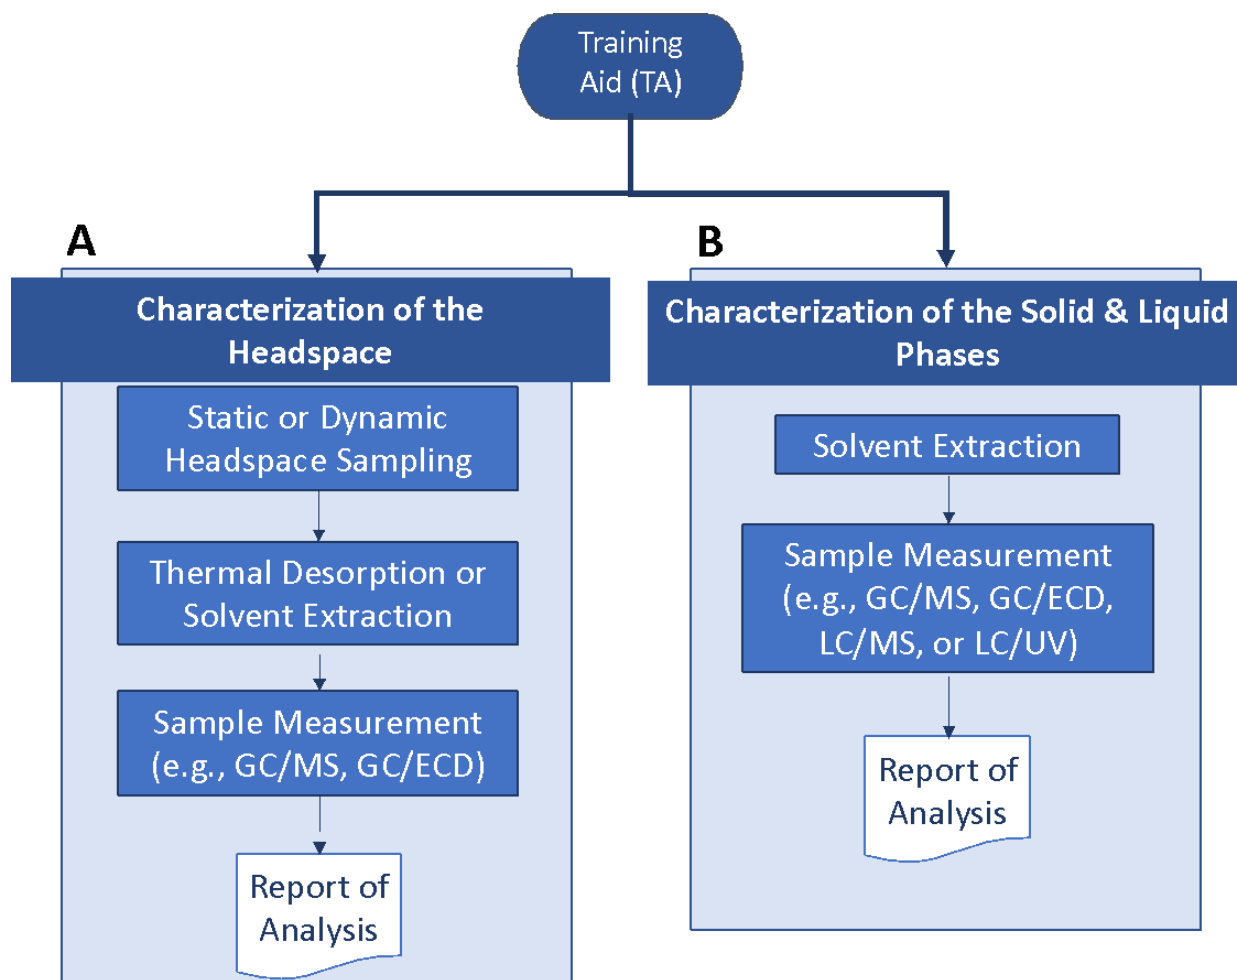 Training
Aid (TA)
A
Characterization of the
Headspace
Static or Dynamic
Headspace Sampling
Thermal Desorption or
Solvent Extraction
Sample Measurement
(e.g., GC/MS, GC/ECD)
Report of
Analysis
B
Characterization of the Solid & Liquid
Phases
Solvent Extraction
Sample Measurement
(e.g., GC/MS, GC/ECD,
LC/MS, or LC/UV)
Report of
Analysis